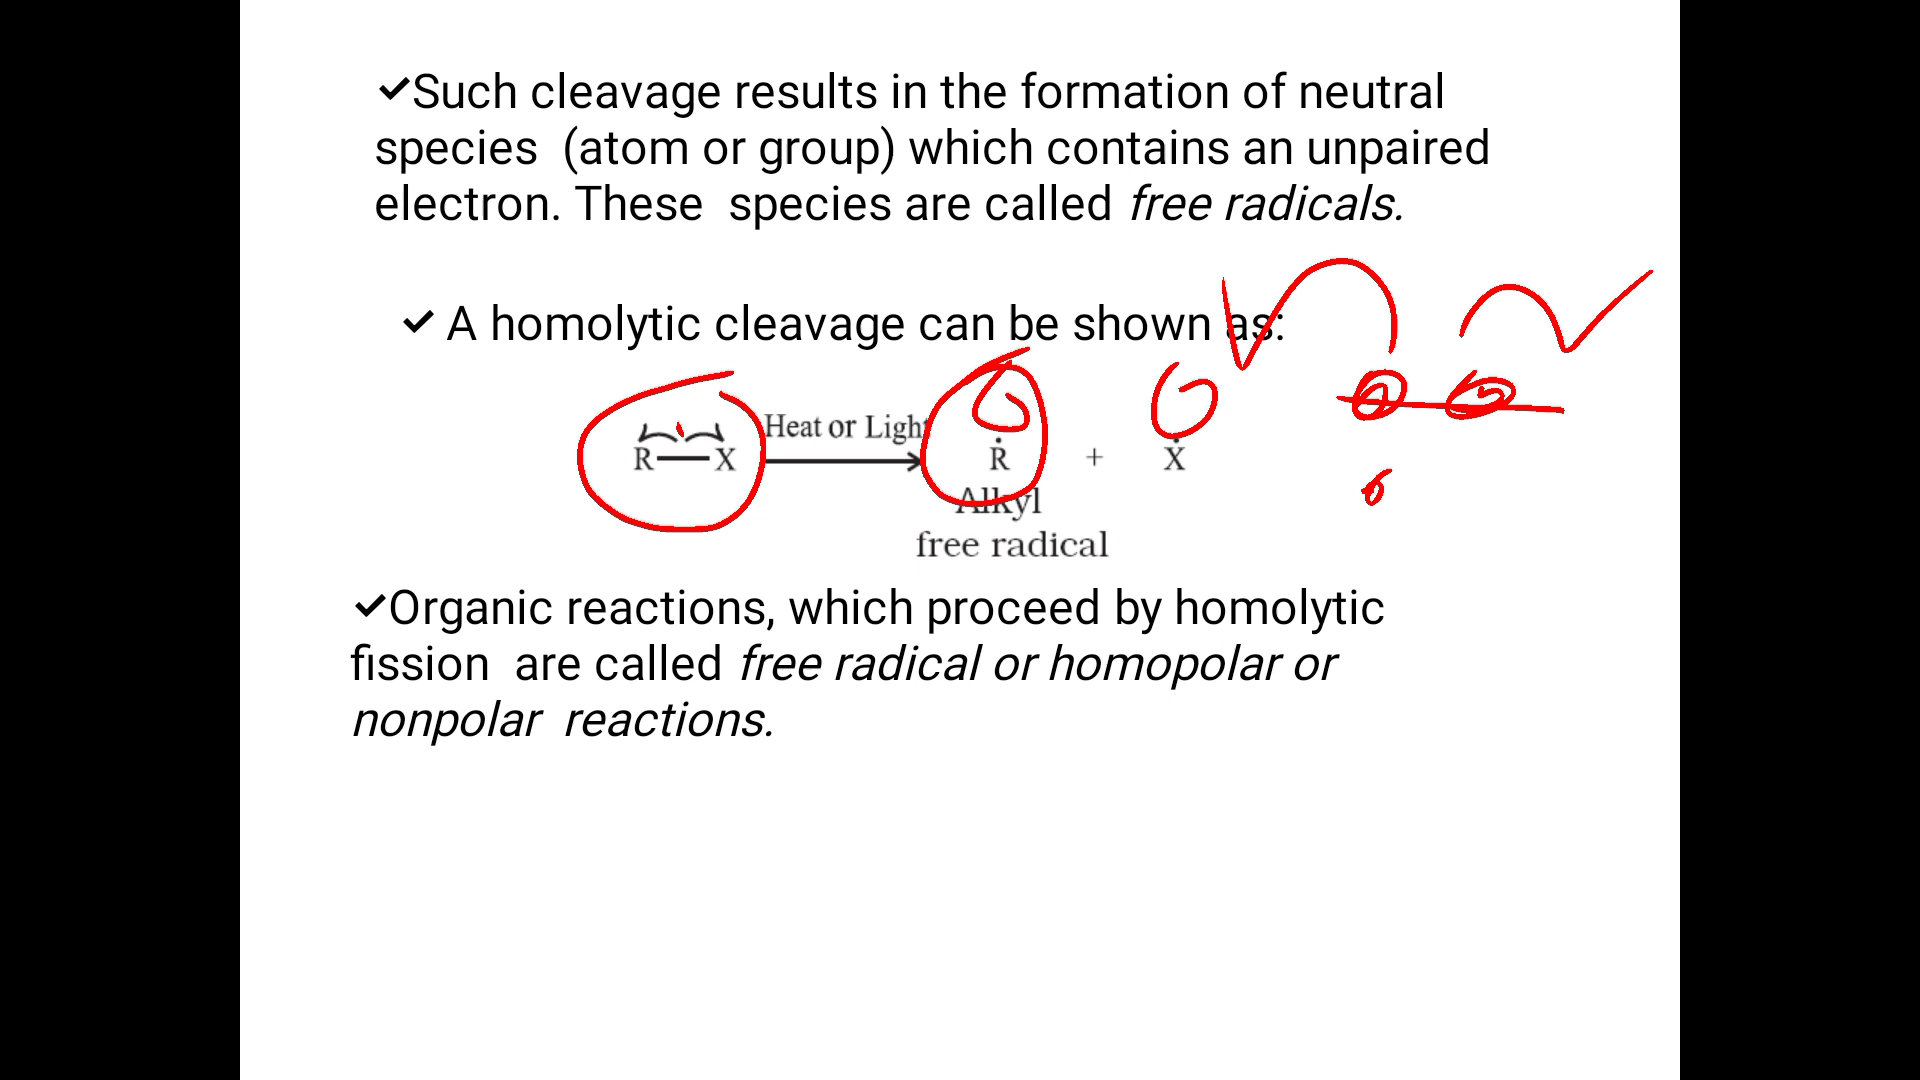 ✔Such cleavage results in the formation of neutral
species (atom or group) which contains an unpaired
electron. These species are called free radicals.
✔ A homolytic cleavage can be shown as:
R—X Heat or Light Ṙ + Ẋ
Alkyl
free radical
✔Organic reactions, which proceed by homolytic
fission are called free radical or homopolar or
nonpolar reactions.